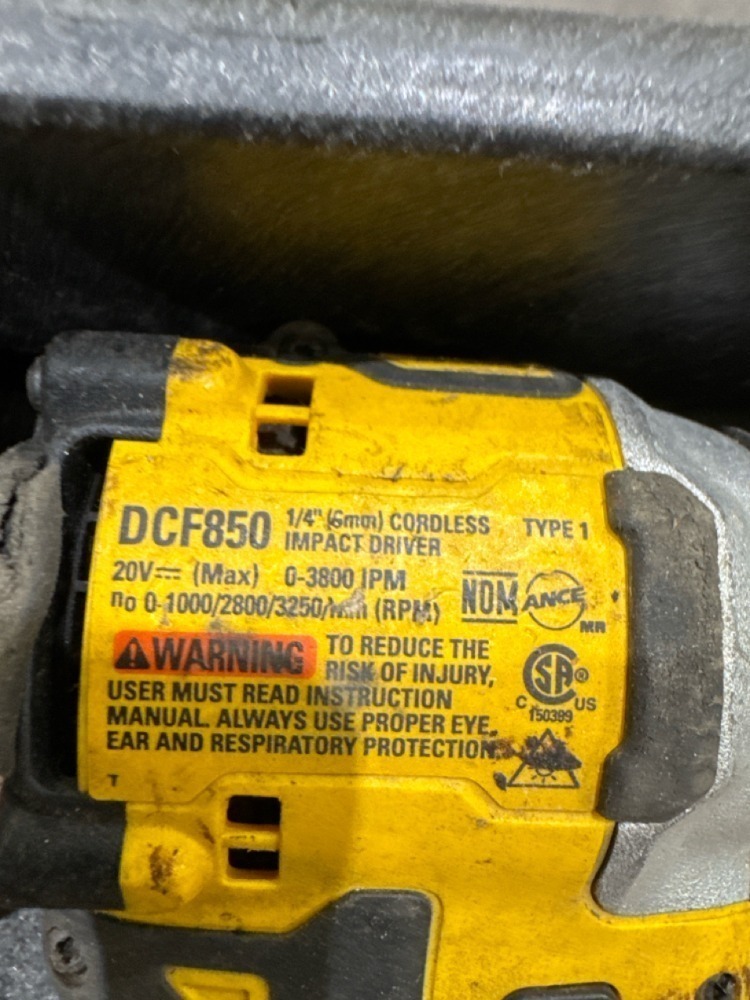 DCF850 1/4" (6mm) CORDLESS TYPE 1
IMPACT DRIVER
20V⎓ (Max) 0-3800 IPM
no 0-1000/2800/3250/min (RPM)
NOM ANCE
MR
WARNING TO REDUCE THE
RISK OF INJURY,
USER MUST READ INSTRUCTION
MANUAL. ALWAYS USE PROPER EYE,
EAR AND RESPIRATORY PROTECTION.
SA®
C US
150399
T